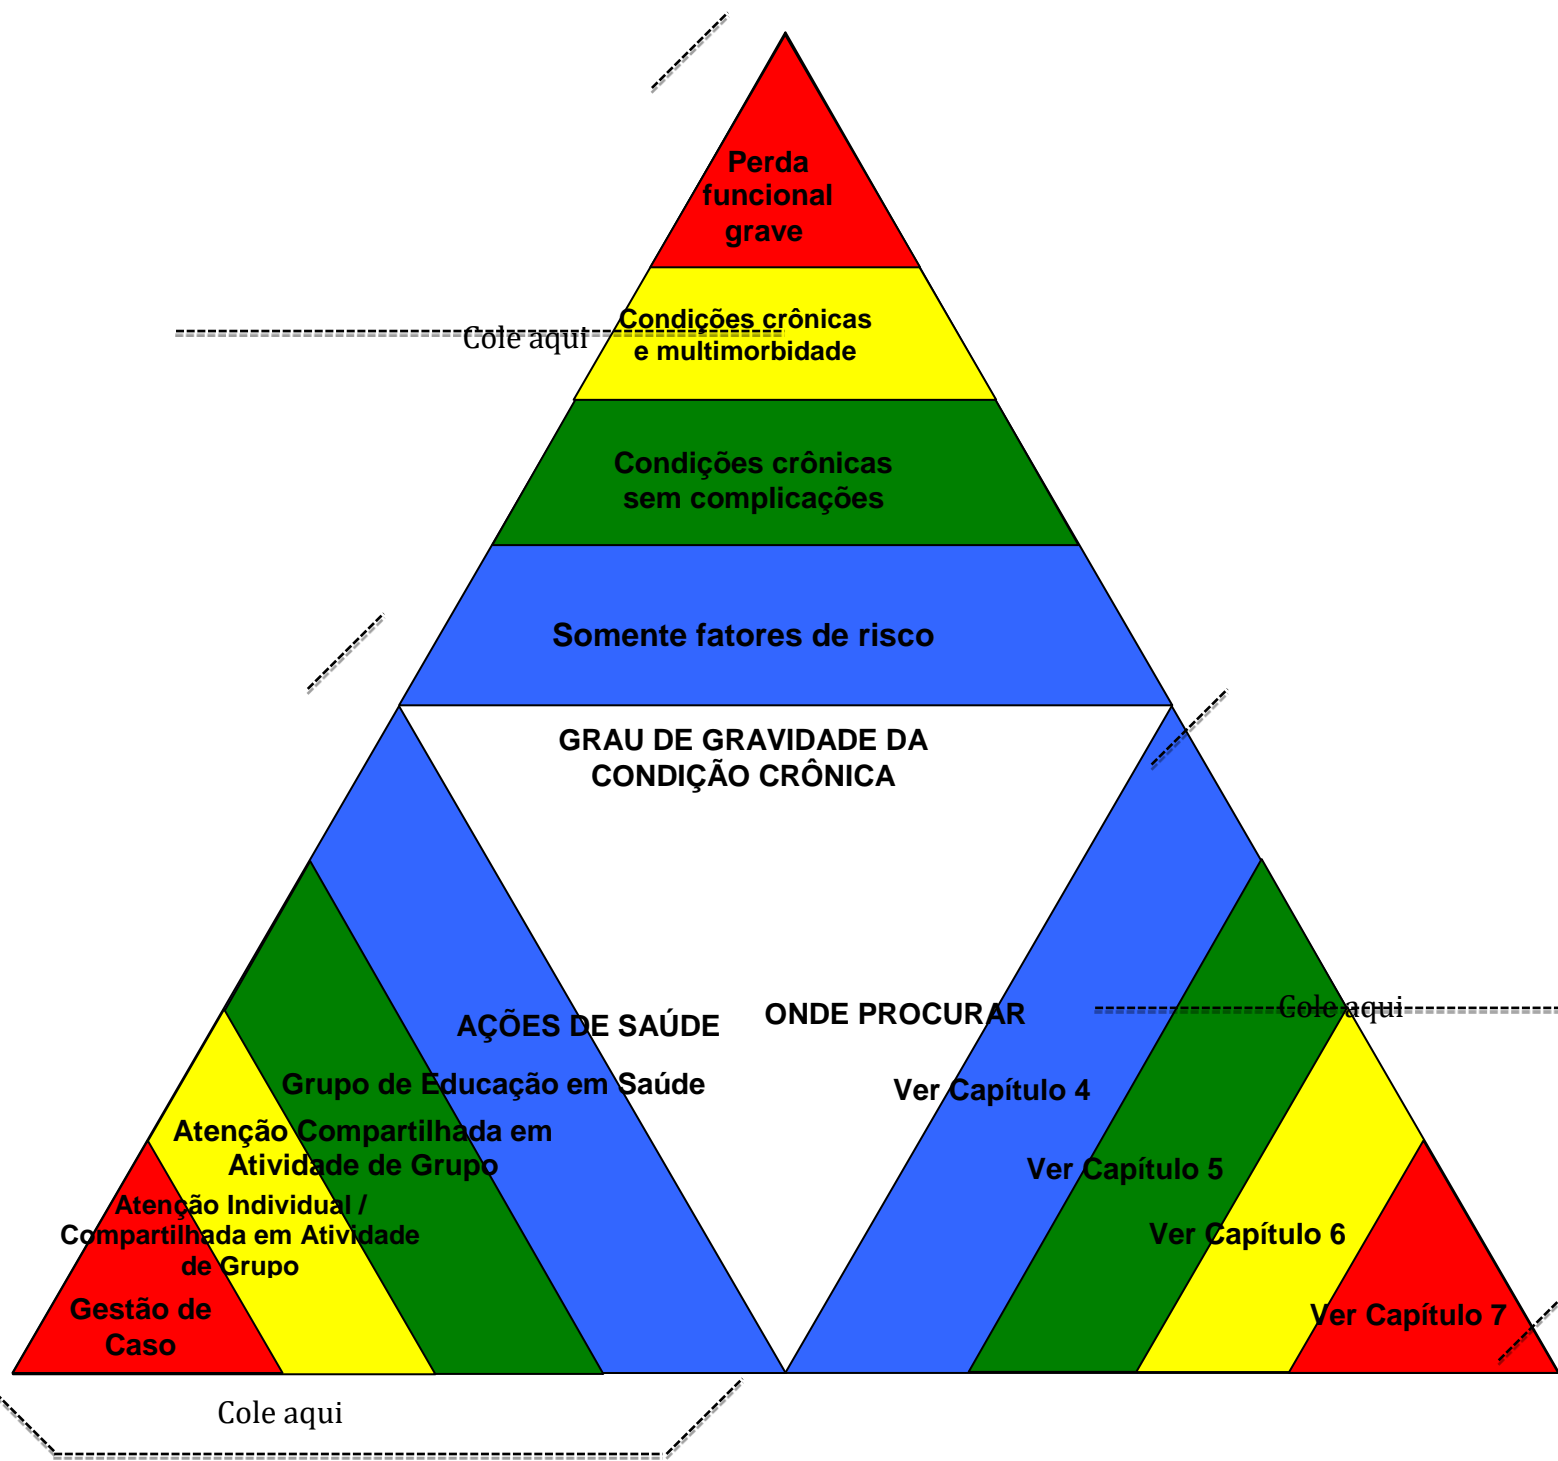 Perda
funcional
grave
Cole aqui
Condições crônicas
e multimorbidade
Condições crônicas
sem complicações
Somente fatores de risco
GRAU DE GRAVIDADE DA
CONDIÇÃO CRÔNICA
AÇÕES DE SAÚDE
Grupo de Educação em Saúde
Atenção Compartilhada em
Atividade de Grupo
Atenção Individual /
Compartilhada em Atividade
de Grupo
Gestão de
Caso
ONDE PROCURAR
Cole aqui
Ver Capítulo 4
Ver Capítulo 5
Ver Capítulo 6
Ver Capítulo 7
Cole aqui